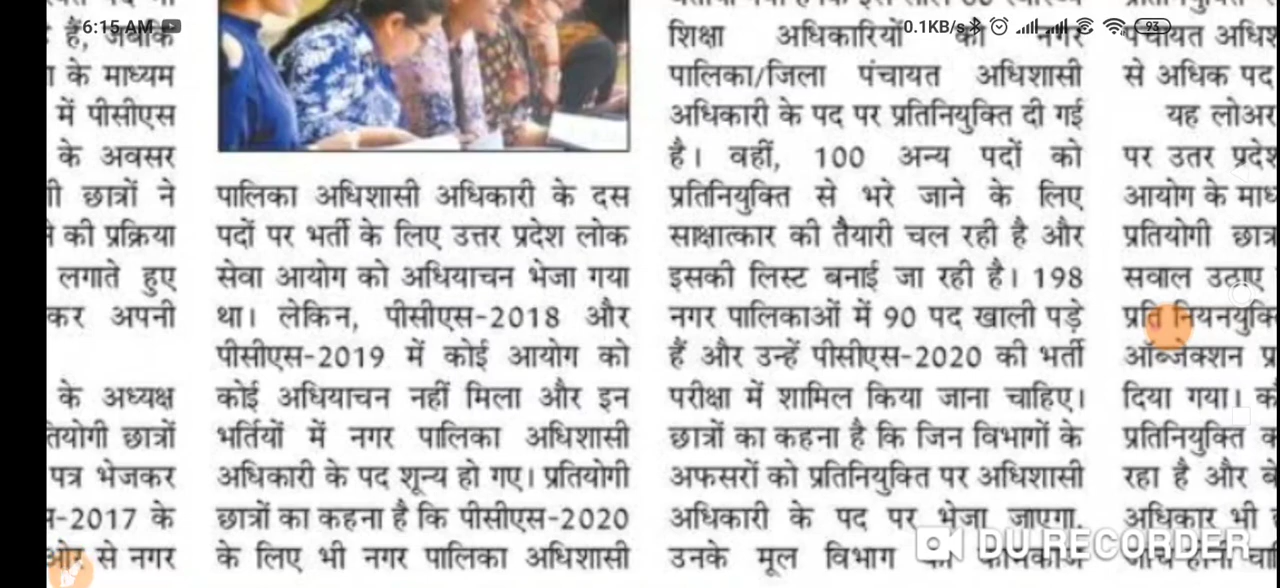 6:15 AM
0.1KB/s
93
है, जबकि
के माध्यम
में पीसीएस
के अवसर
छात्रों ने
की प्रक्रिया
लगाते हुए
कर अपनी
के अध्यक्ष
छात्रों
पत्र भेजकर
-2017 के
ओर से नगर
पालिका अधिशासी अधिकारी के दस
पदों पर भर्ती के लिए उत्तर प्रदेश लोक
सेवा आयोग को अधियाचन भेजा गया
था। लेकिन, पीसीएस-2018 और
पीसीएस-2019 में कोई आयोग को
कोई अधियाचन नहीं मिला और इन
भर्तियों में नगर पालिका अधिशासी
अधिकारी के पद शून्य हो गए। प्रतियोगी
छात्रों का कहना है कि पीसीएस-2020
के लिए भी नगर पालिका अधिशासी
शिक्षा अधिकारियों को नगर
पालिका/जिला पंचायत अधिशासी
अधिकारी के पद पर प्रतिनियुक्ति दी गई
है। वहीं, 100 अन्य पदों को
प्रतिनियुक्ति से भरे जाने के लिए
साक्षात्कार की तैयारी चल रही है और
इसकी लिस्ट बनाई जा रही है। 198
नगर पालिकाओं में 90 पद खाली पड़े
हैं और उन्हें पीसीएस-2020 की भर्ती
परीक्षा में शामिल किया जाना चाहिए।
छात्रों का कहना है कि जिन विभागों के
अफसरों को प्रतिनियुक्ति पर अधिशासी
अधिकारी के पद पर भेजा जाएगा,
उनके मूल विभाग
पंचायत
से अधिक पद
यह लोअर
पर उतर प्रदेश
आयोग के
प्रतियोगी
सवाल उठाए
प्रति
ऑब्जेक्शन
दिया गया।
प्रतिनियुक्ति
रहा है और
अधिकार भी
DU RECORDER